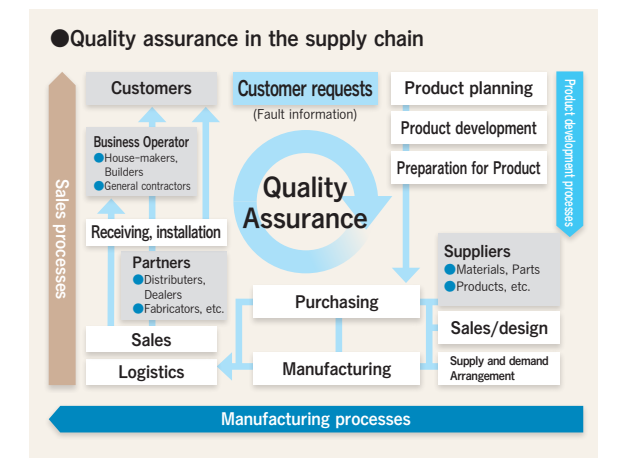 ●Quality assurance in the supply chain
Customers
Customer requests
(Fault information)
Product planning
Product development
Preparation for Product
Product development processes
Business Operator
●House-makers,
Builders
●General contractors
Quality
Assurance
Sales processes
Receiving, installation
Partners
●Distributers,
Dealers
●Fabricators, etc.
Suppliers
●Materials, Parts
●Products, etc.
Purchasing
Sales/design
Sales
Logistics
Manufacturing
Supply and demand
Arrangement
Manufacturing processes